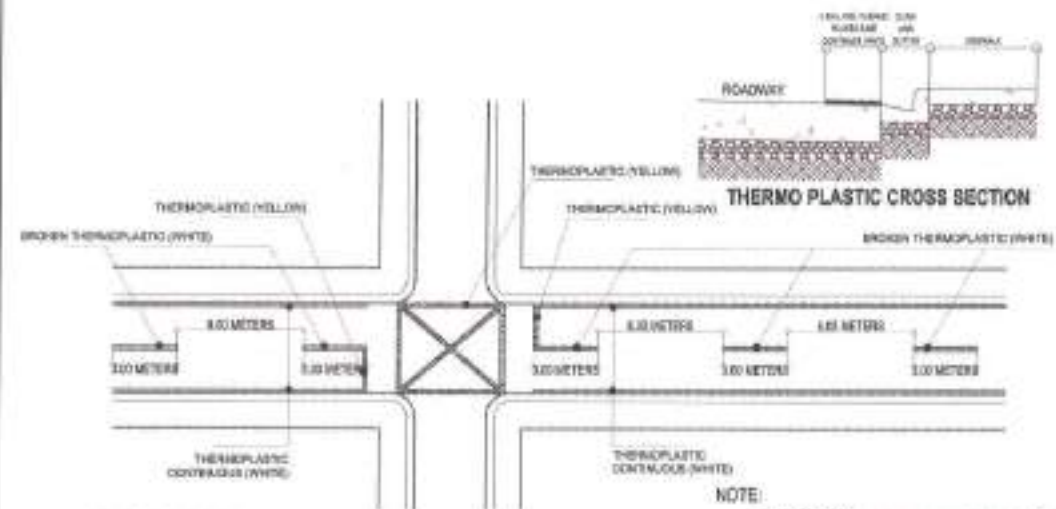 ROADWAY
THERMO PLASTIC CROSS SECTION
THERMOPLASTIC (YELLOW)
THERMOPLASTIC (YELLOW)
THERMOPLASTIC (YELLOW)
BROKEN THERMOPLASTIC (WHITE)
BROKEN THERMOPLASTIC (WHITE)
METERS
METERS
METERS
3.00 METERS
3.00 METERS
3.00 METERS
3.00 METERS
3.00 METERS
THERMOPLASTIC
CONTINUOUS (WHITE)
THERMOPLASTIC
CONTINUOUS (WHITE)
NOTE: